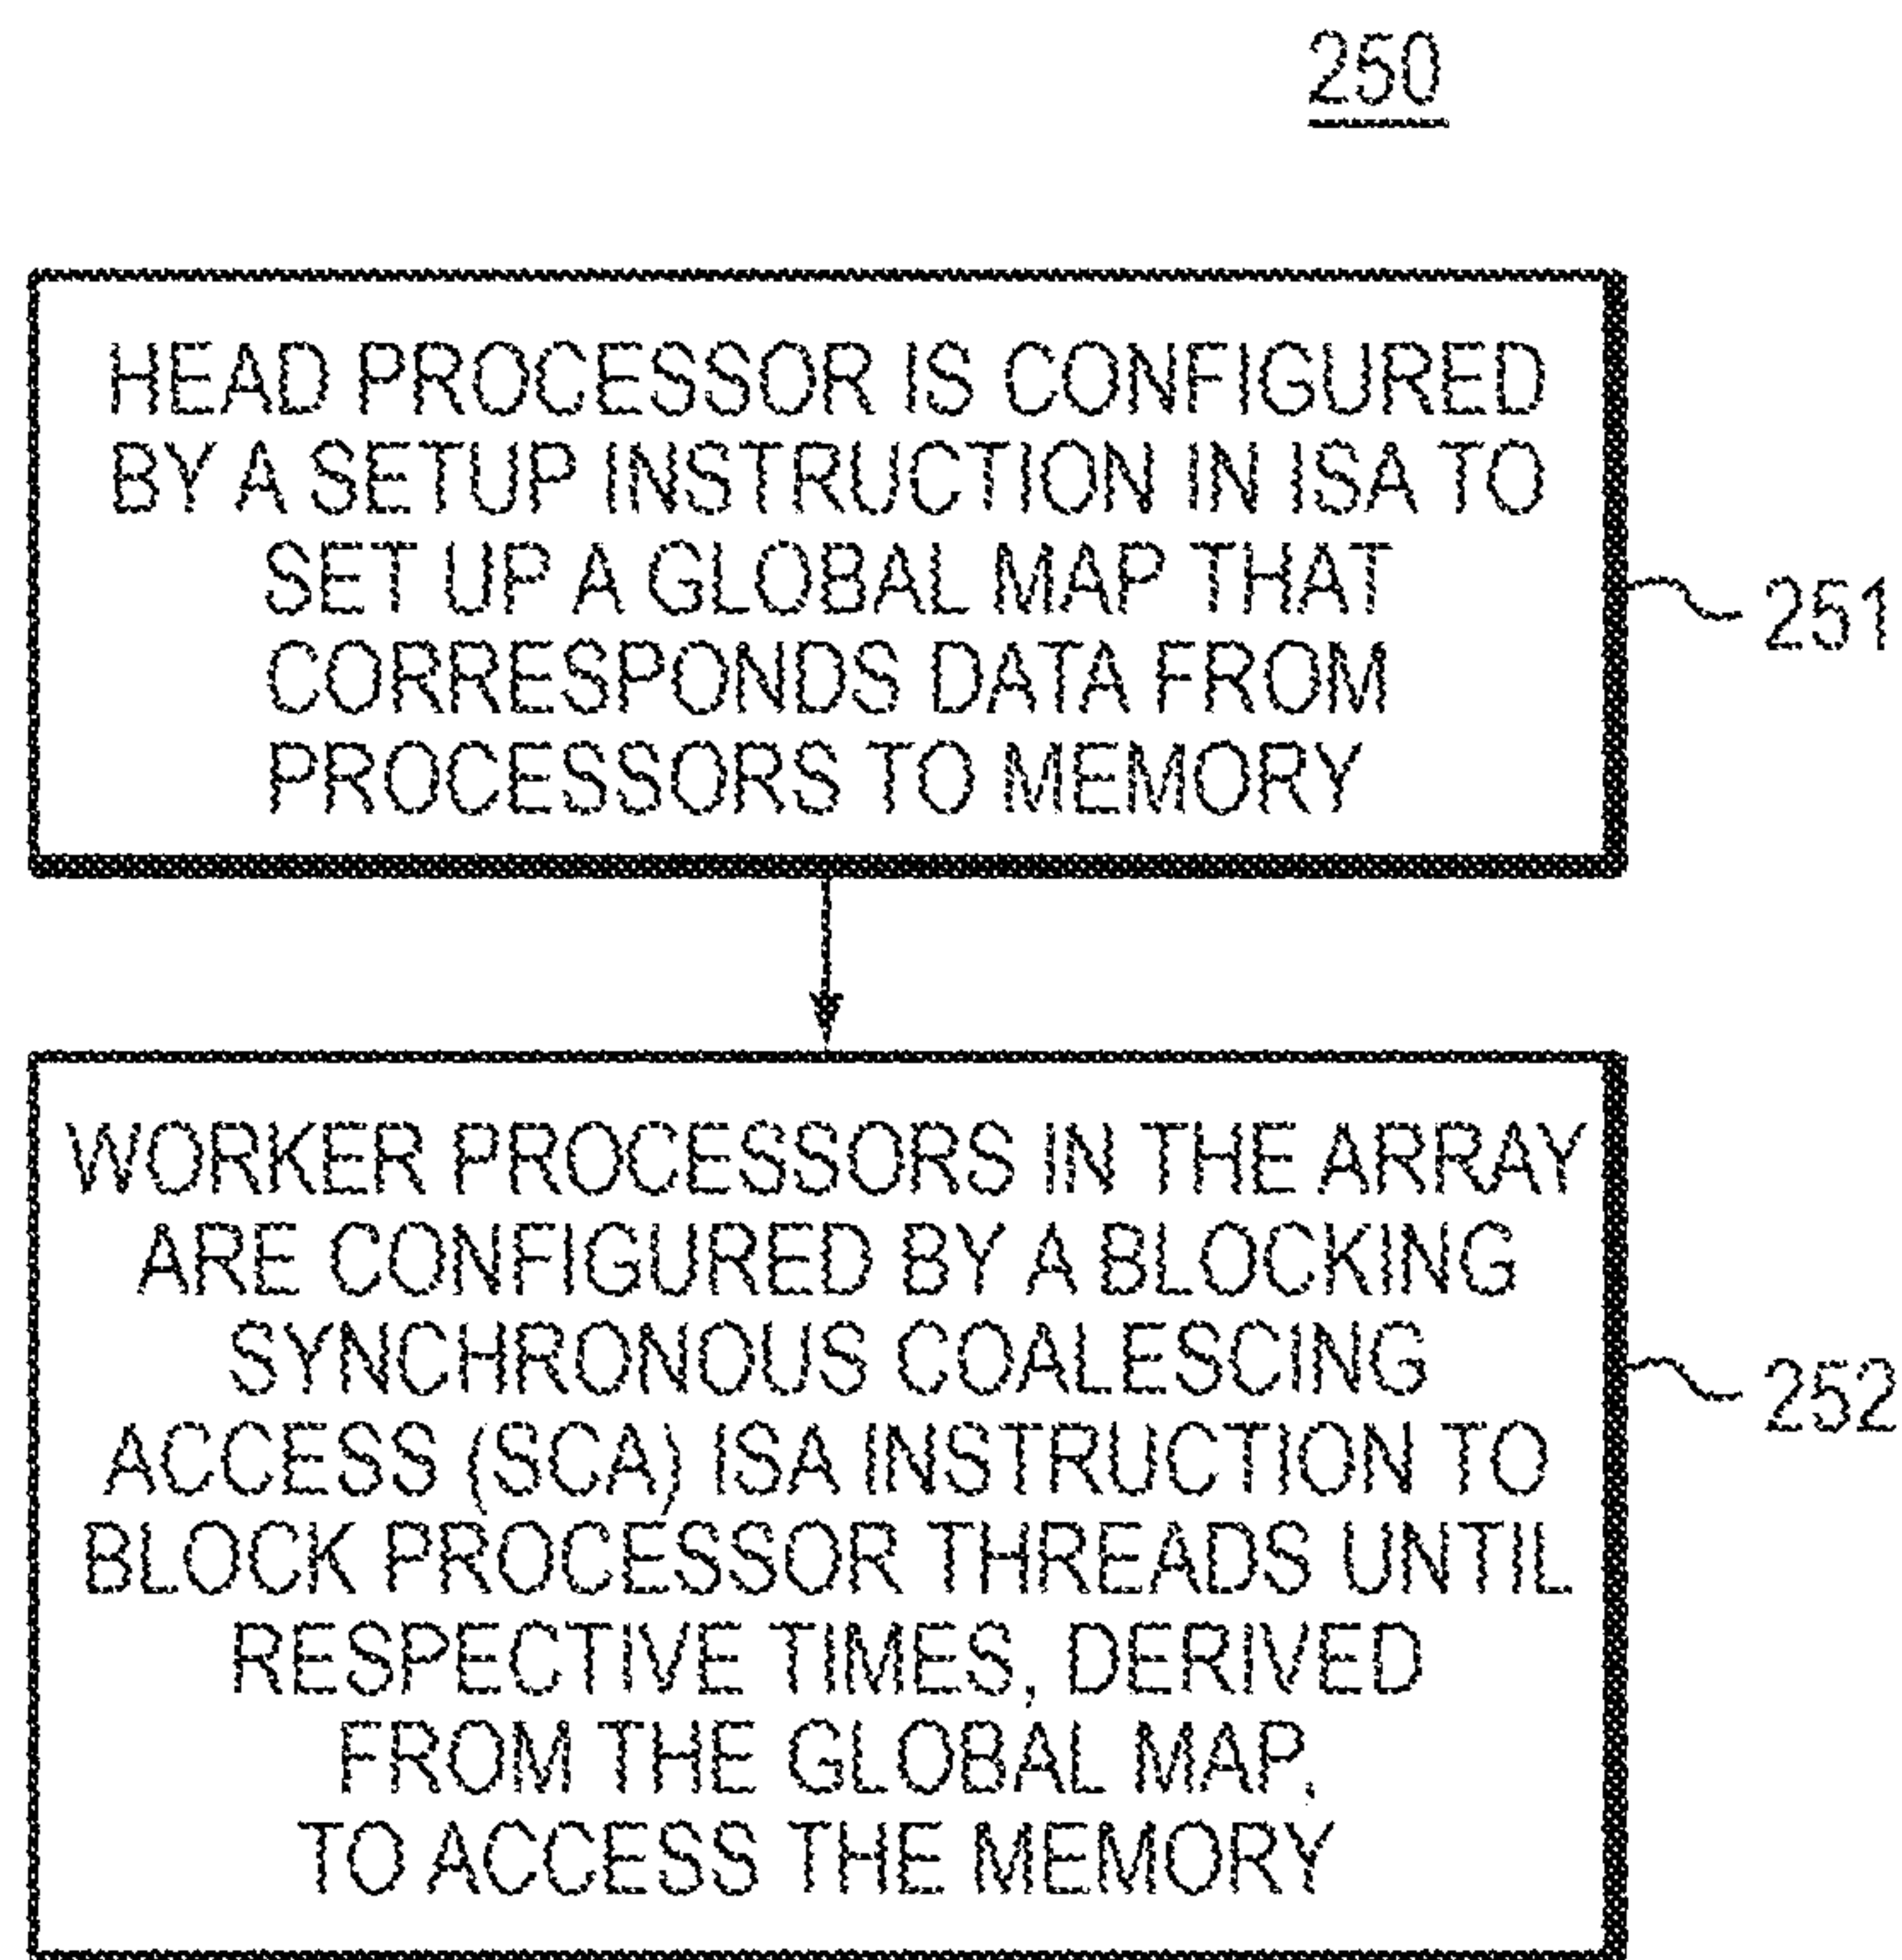 250
HEAD PROCESSOR IS CONFIGURED
BY A SETUP INSTRUCTION IN ISA TO
SET UP A GLOBAL MAP THAT
CORRESPONDS DATA FROM
PROCESSORS TO MEMORY
251
WORKER PROCESSORS IN THE ARRAY
ARE CONFIGURED BY A BLOCKING
SYNCHRONOUS COALESCING
ACCESS (SCA) ISA INSTRUCTION TO
BLOCK PROCESSOR THREADS UNTIL
RESPECTIVE TIMES, DERIVED
FROM THE GLOBAL MAP,
TO ACCESS THE MEMORY
252